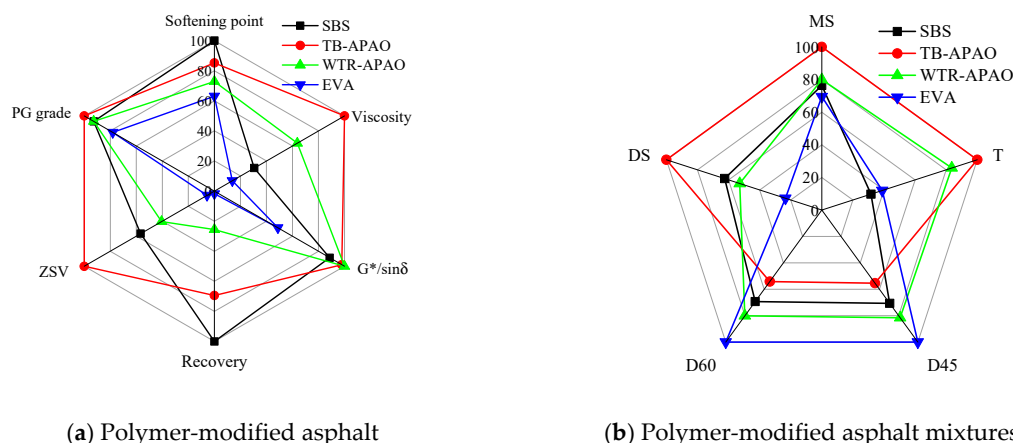 Softening point
SBS
TB-APAO
WTR-APAO
EVA
100
80
60
40
20
0
PG grade
Viscosity
ZSV
G*/sinδ
Recovery
(a) Polymer-modified asphalt
MS
SBS
TB-APAO
WTR-APAO
EVA
100
80
60
40
20
0
DS
T
D60
D45
(b) Polymer-modified asphalt mixtures